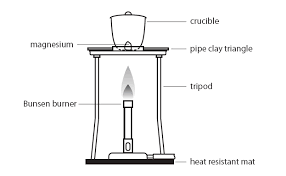 crucible
magnesium
pipe clay triangle
tripod
Bunsen burner
heat resistant mat